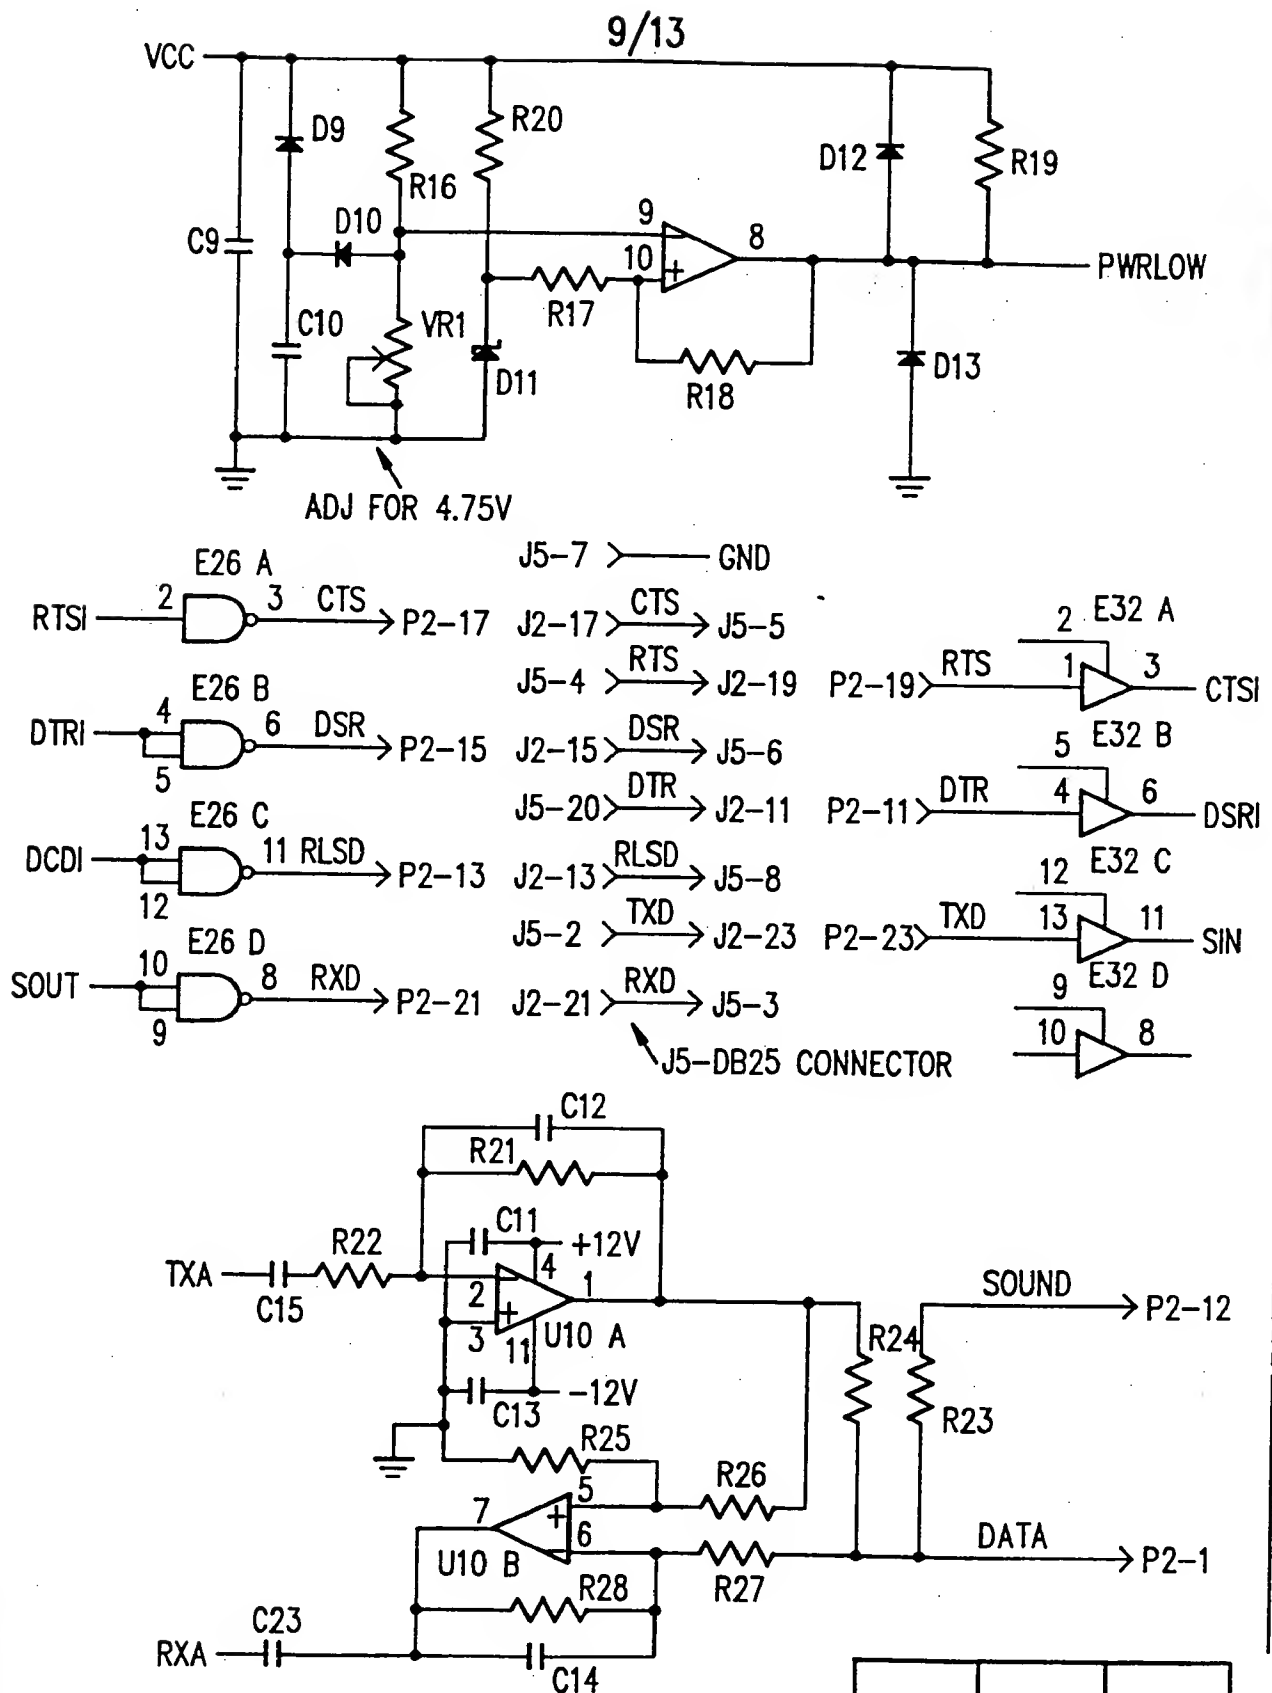 9/13
VCC
D9
R20
R16
D12
R19
D10
9
8
C9
10
PWRLOW
R17
C10
VR1
D11
R18
D13
ADJ FOR 4.75V
J5-7 GND
E26 A
RTSI 2 3 CTS P2-17
J2-17 CTS J5-5
J5-4 RTS J2-19
P2-19 RTS 1 2 E32 A 3 CTSI
E26 B
DTRI 4 5 6 DSR P2-15
J2-15 DSR J5-6
J5-20 DTR J2-11
P2-11 DTR 4 5 E32 B 6 DSRI
E26 C
DCDI 13 12 11 RLSD P2-13
J2-13 RLSD J5-8
J5-2 TXD J2-23
P2-23 TXD 13 12 E32 C 11 SIN
E26 D
SOUT 10 9 8 RXD P2-21
J2-21 RXD J5-3
9 E32 D
10 8
J5-DB25 CONNECTOR
C12
R21
C11
+12V
4
TXA
C15
R22
2
1
3
11
U10 A
C13
-12V
SOUND
P2-12
R24
R23
R25
5
R26
7
6
U10 B
R27
DATA
P2-1
R28
C23
RXA
C14